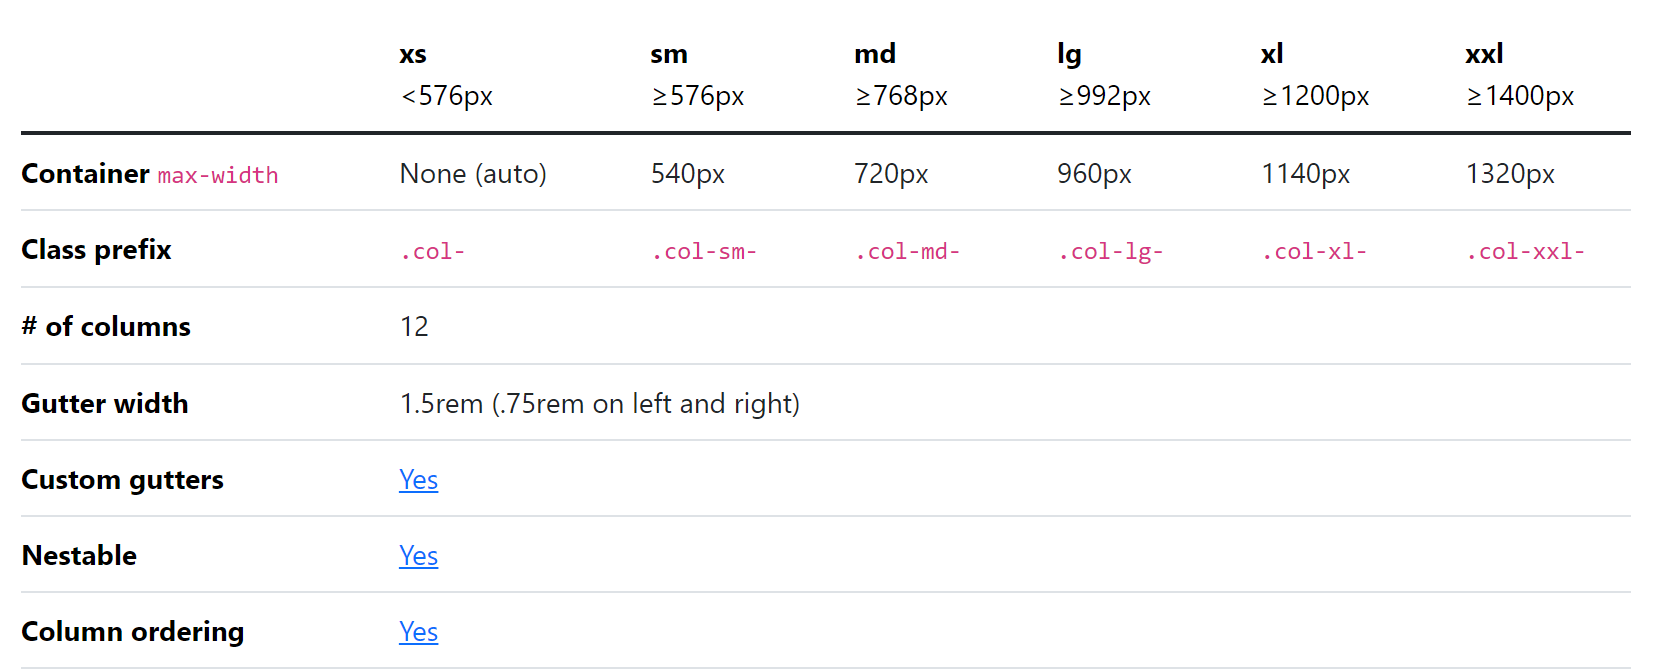 xs sm md lg xl xxl
<576px ≥576px ≥768px ≥992px ≥1200px ≥1400px
Container max-width None (auto) 540px 720px 960px 1140px 1320px
Class prefix .col- .col-sm- .col-md- .col-lg- .col-xl- .col-xxl-
# of columns 12
Gutter width 1.5rem (.75rem on left and right)
Custom gutters Yes
Nestable Yes
Column ordering Yes